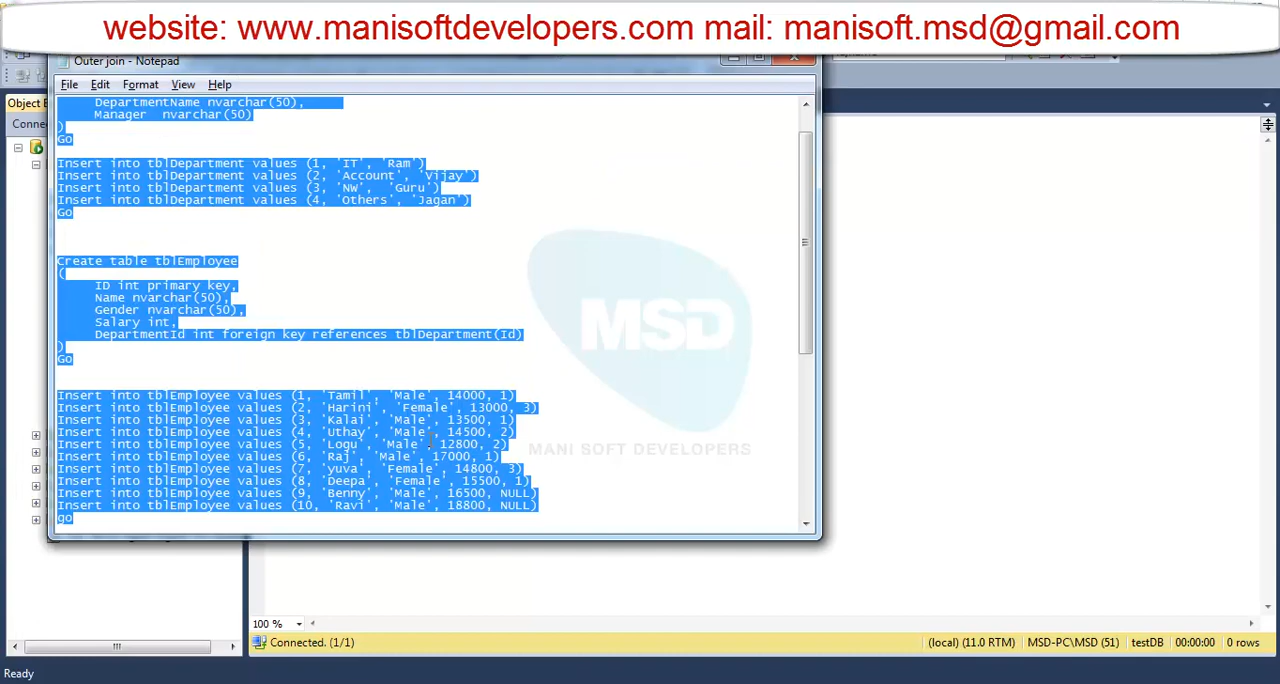 website: www.manisoftdevelopers.com mail: manisoft.msd@gmail.com
Outer join - Notepad
File Edit Format View Help
Object E
Conne
DepartmentName nvarchar(50),
Manager nvarchar(50)
)
Go
Insert into tblDepartment values (1, 'IT', 'Ram')
Insert into tblDepartment values (2, 'Account', 'Vijay')
Insert into tblDepartment values (3, 'NW', 'Guru')
Insert into tblDepartment values (4, 'Others', 'Jagan')
Go
Create table tblEmployee
(
ID int primary key,
Name nvarchar(50),
Gender nvarchar(50),
Salary int,
DepartmentId int foreign key references tblDepartment(Id)
)
Go
Insert into tblEmployee values (1, 'Tamil', 'Male', 14000, 1)
Insert into tblEmployee values (2, 'Harini', 'Female', 13000, 3)
Insert into tblEmployee values (3, 'Kalai', 'Male', 13500, 1)
Insert into tblEmployee values (4, 'Uthay', 'Male', 14500, 2)
Insert into tblEmployee values (5, 'Logu', 'Male', 12800, 2)
Insert into tblEmployee values (6, 'Raj', 'Male', 17000, 1)
Insert into tblEmployee values (7, 'yuva', 'Female', 14800, 3)
Insert into tblEmployee values (8, 'Deepa', 'Female', 15500, 1)
Insert into tblEmployee values (9, 'Benny', 'Male', 16500, NULL)
Insert into tblEmployee values (10, 'Ravi', 'Male', 18800, NULL)
go
MSD
MANI SOFT DEVELOPERS
100 %
Connected. (1/1) (local) (11.0 RTM) MSD-PC\MSD (51) testDB 00:00:00 0 rows
Ready